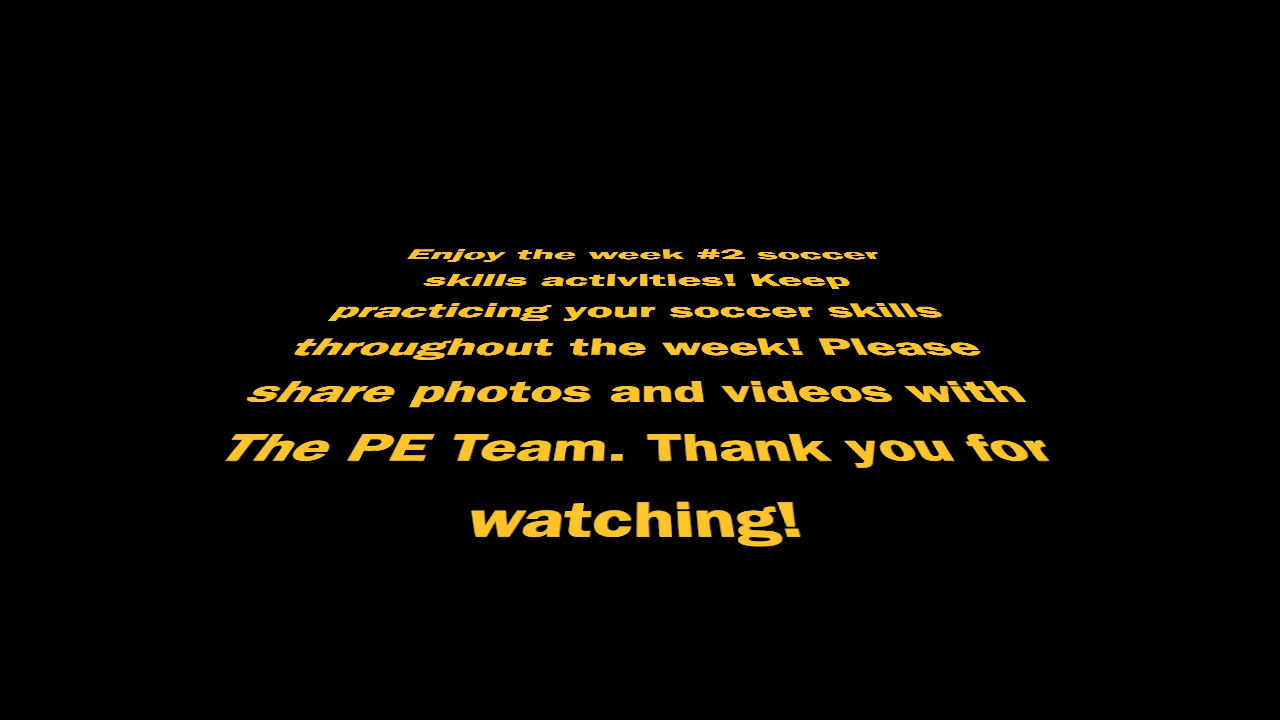 Enjoy the week #2 soccer
skills activities! Keep
practicing your soccer skills
throughout the week! Please
share photos and videos with
The PE Team. Thank you for
watching!